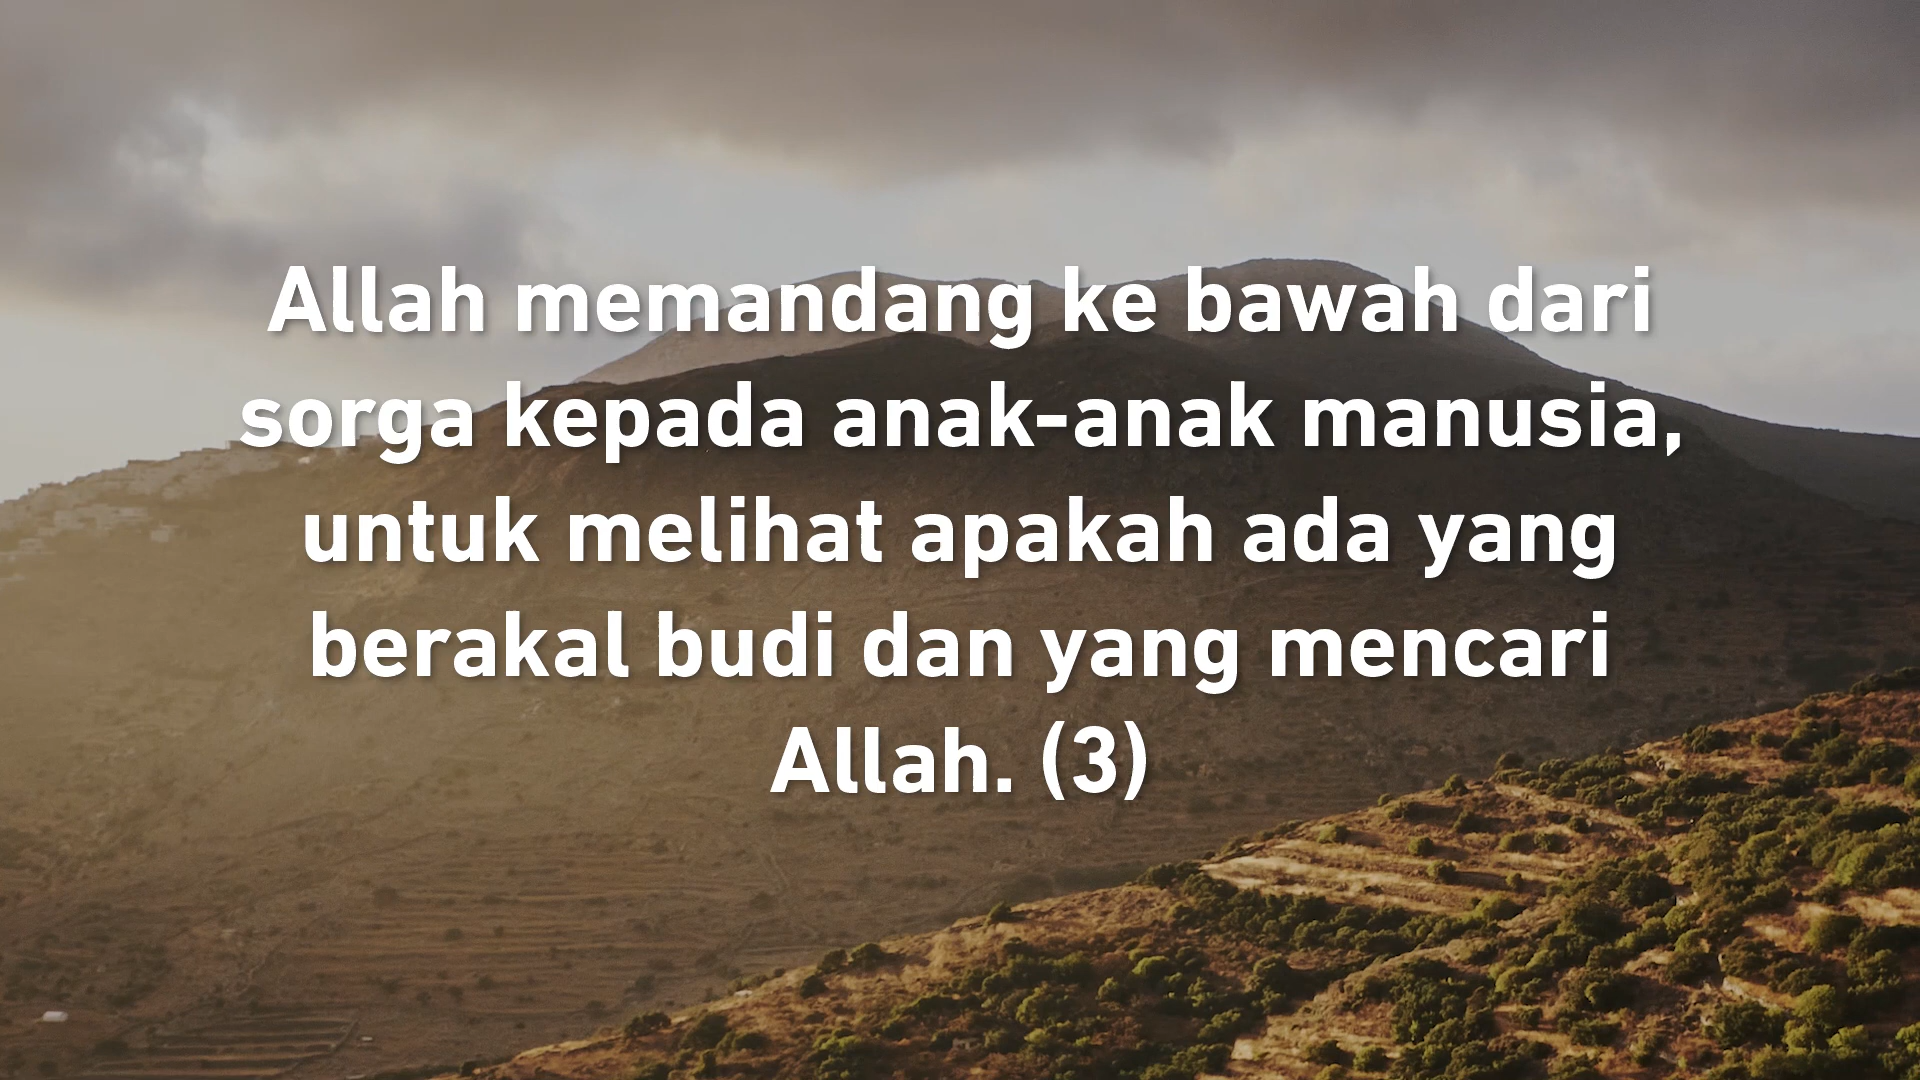 Allah memandang ke bawah dari
sorga kepada anak-anak manusia,
untuk melihat apakah ada yang
berakal budi dan yang mencari
Allah. (3)